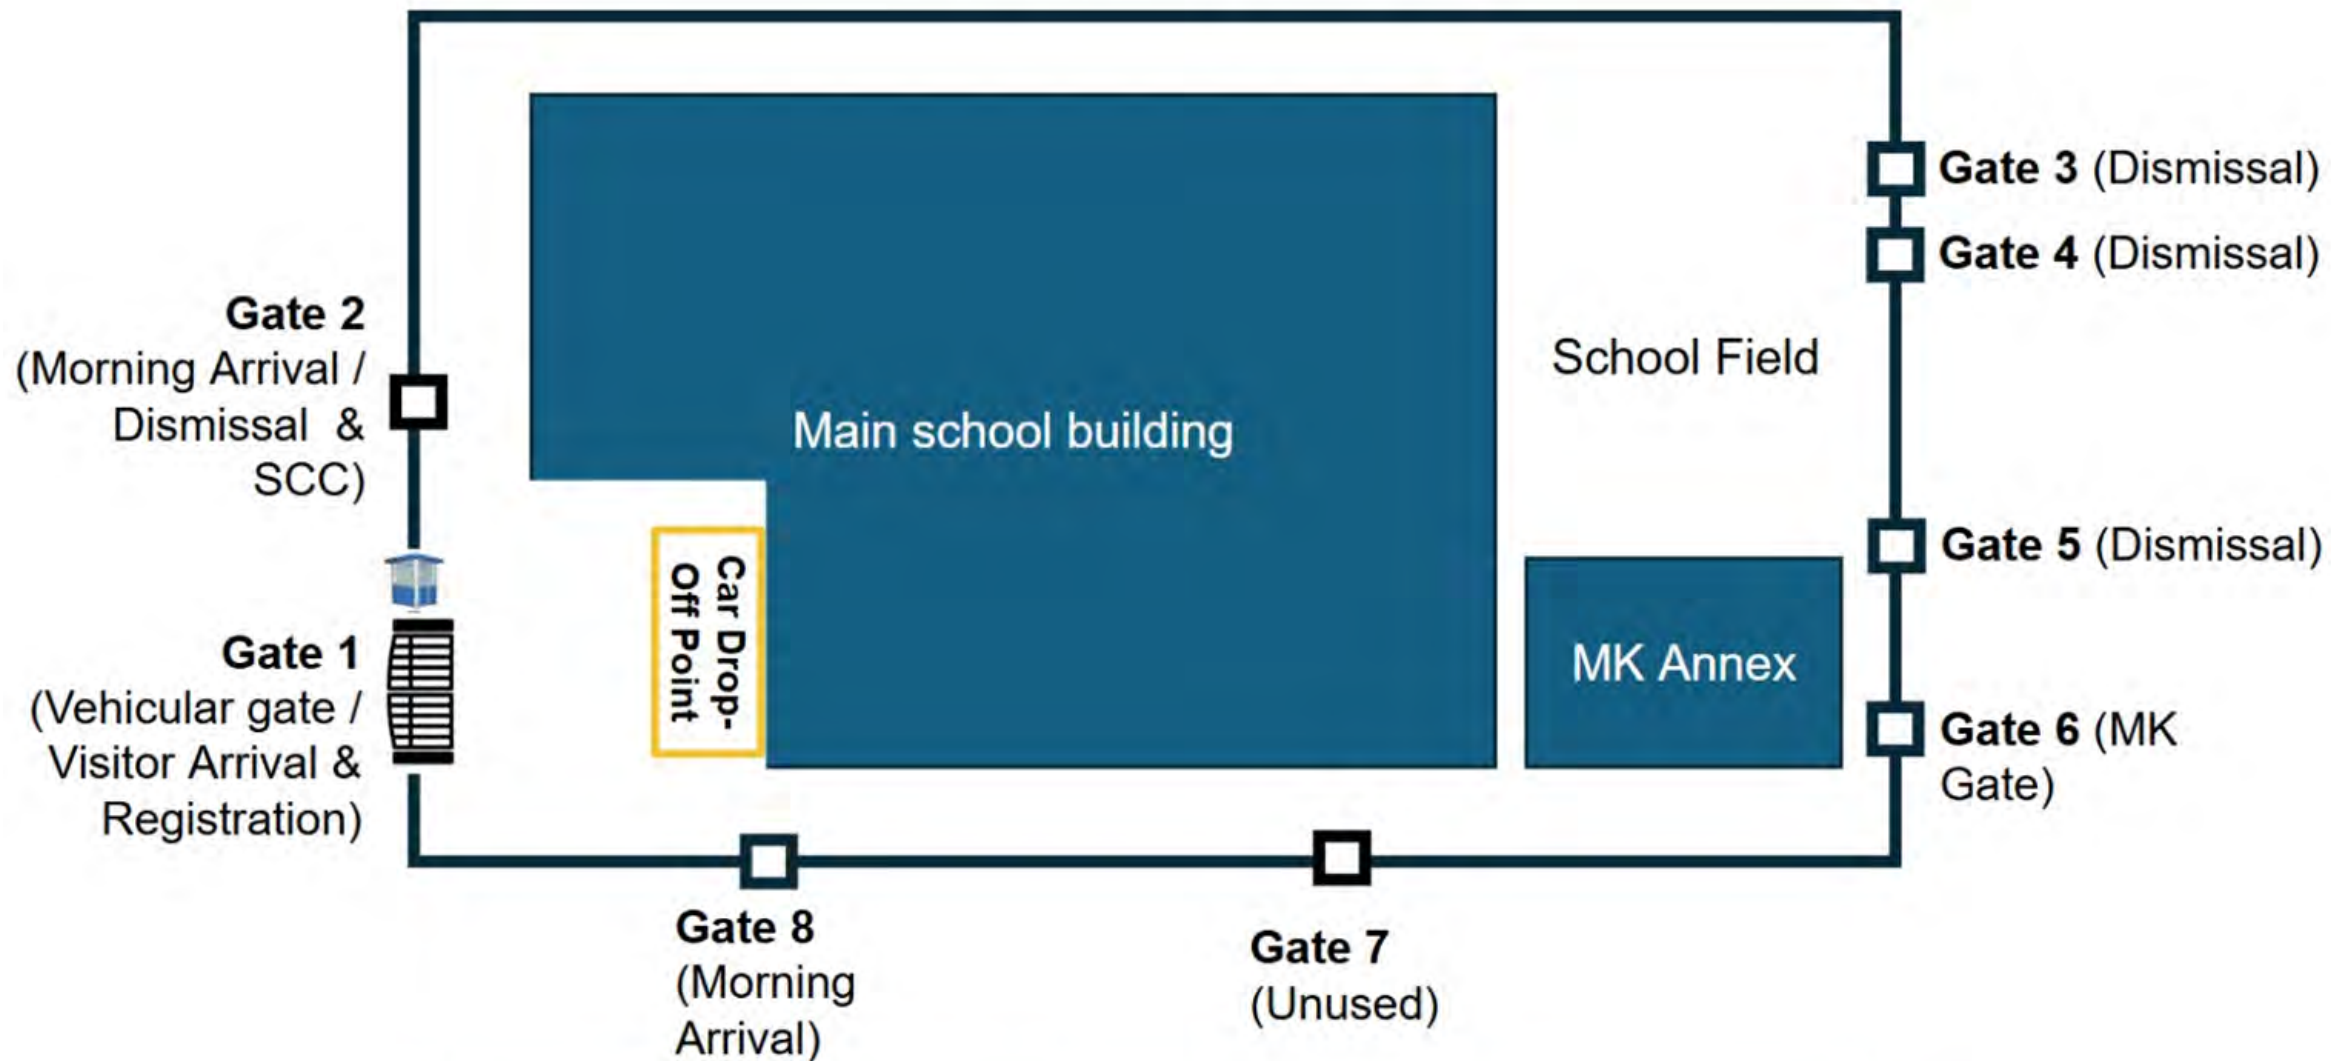 Gate 3 (Dismissal)
Gate 4 (Dismissal)
Gate 2
(Morning Arrival /
Dismissal &
SCC)
School Field
Main school building
Car Drop-
Off Point
Gate 5 (Dismissal)
Gate 1
(Vehicular gate /
Visitor Arrival &
Registration)
MK Annex
Gate 6 (MK
Gate)
Gate 8
(Morning
Arrival)
Gate 7
(Unused)